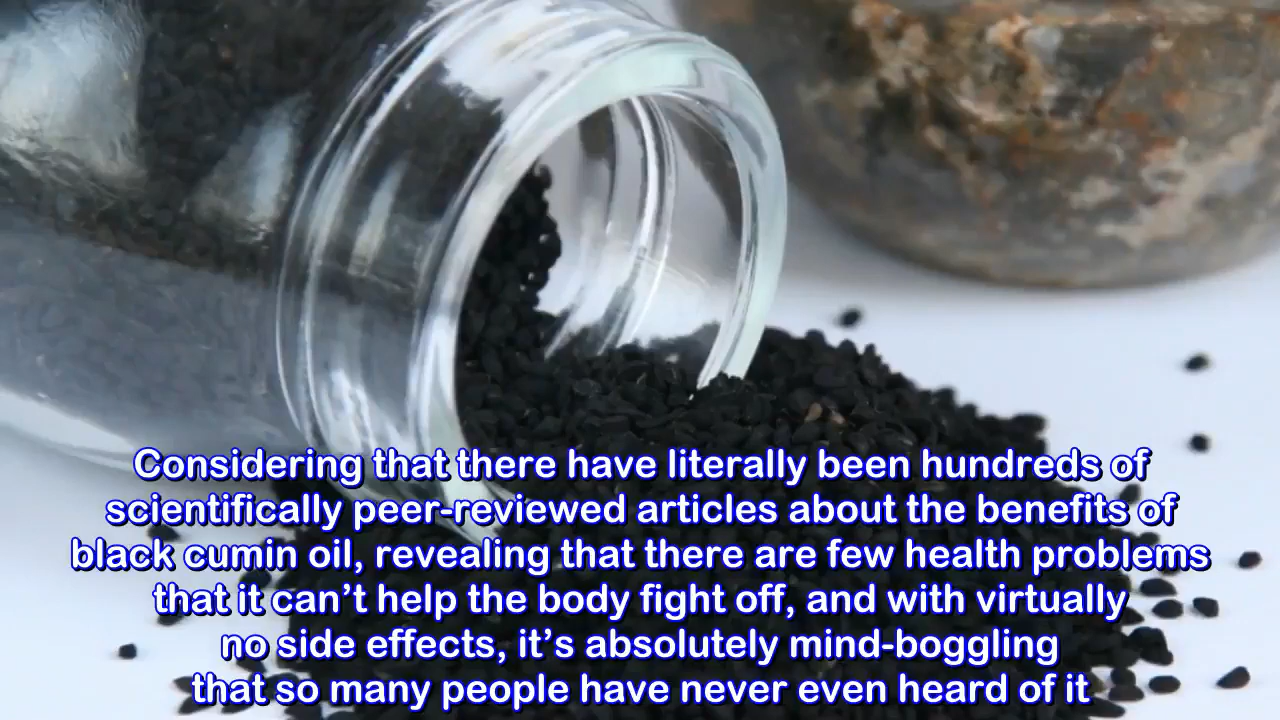 Considering that there have literally been hundreds of
scientifically peer-reviewed articles about the benefits of
black cumin oil, revealing that there are few health problems
that it can’t help the body fight off, and with virtually
no side effects, it’s absolutely mind-boggling
that so many people have never even heard of it